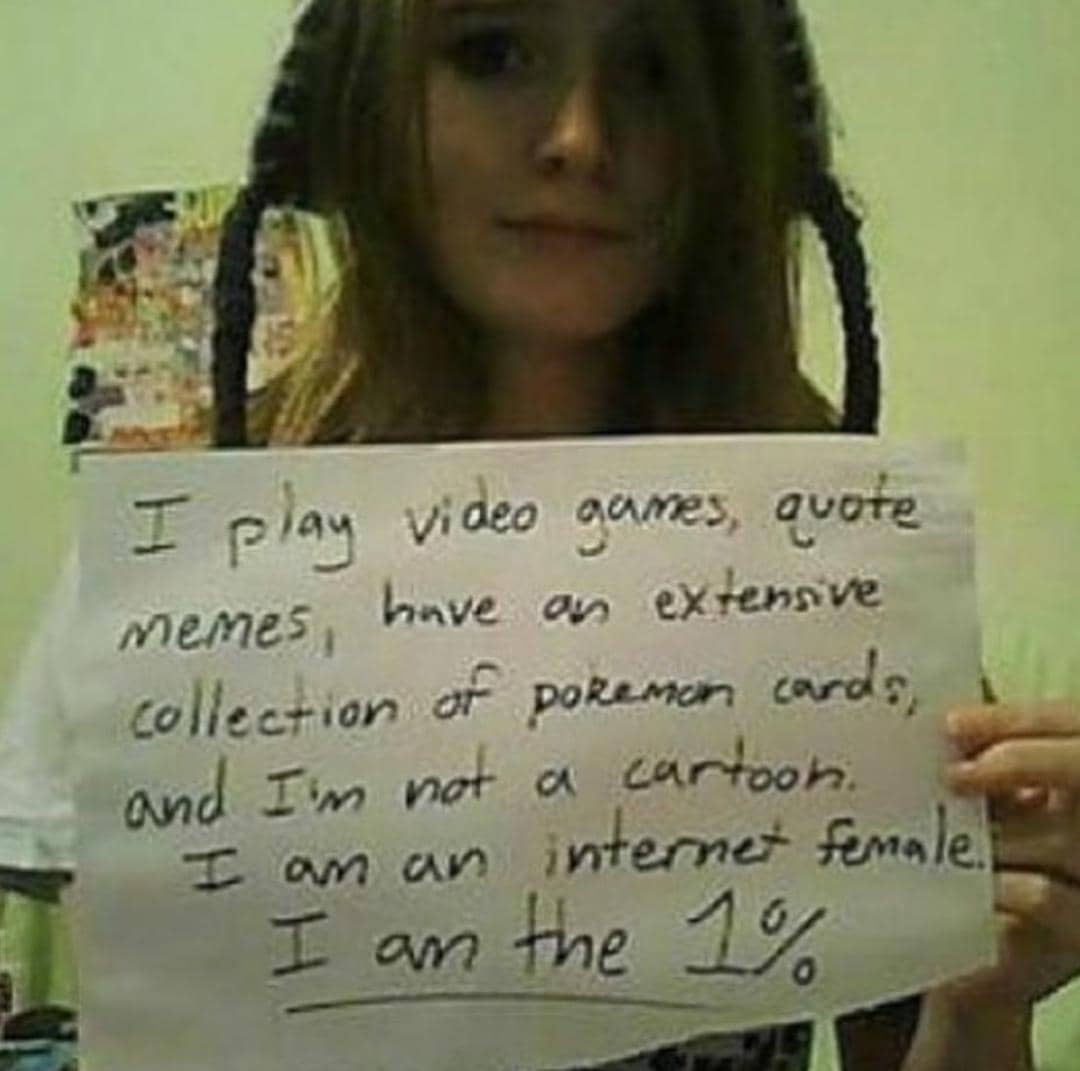 I play video games, quote
memes, have an extensive
collection of pokemon cards,
and I'm not a cartoon.
I am an internet female.
I am the 1%